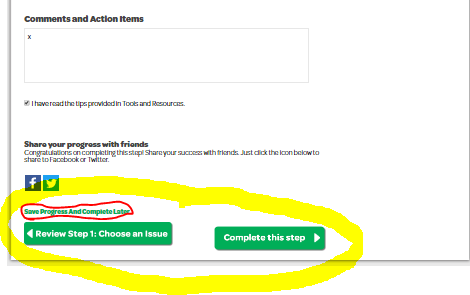 Comments and Action Items
x
I have read the tips provided in Tools and Resources.
Share your progress with friends
Congratulations on completing this step! Share your success with friends. Just click the icon below to
share to Facebook or Twitter.
Save Progress And Complete Later
Review Step 1: Choose an Issue
Complete this step